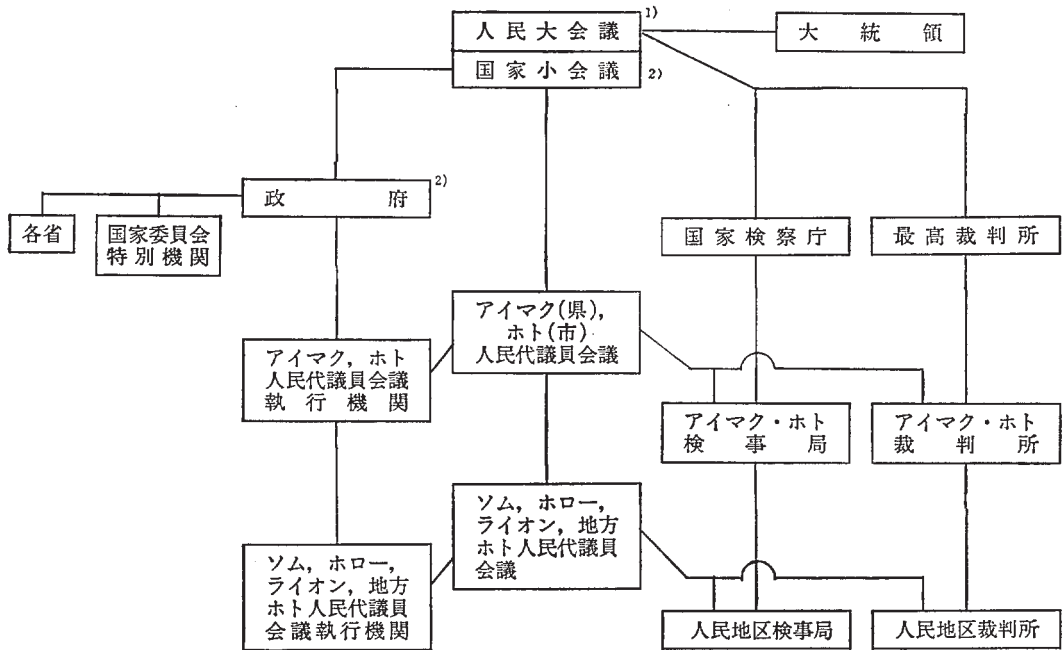 人民大会議 1)
大統領
国家小会議 2)
政府 2)
各省
国家委員会
特別機関
国家検察庁
最高裁判所
アイマク(県),
ホト(市)
人民代議員会議
アイマク, ホト
人民代議員会議
執行機関
アイマク・ホト
検事局
アイマク・ホト
裁判所
ソム, ホロー,
ライオン, 地方
ホト人民代議員
会議
ソム, ホロー,
ライオン, 地方
ホト人民代議員
会議執行機関
人民地区検事局
人民地区裁判所